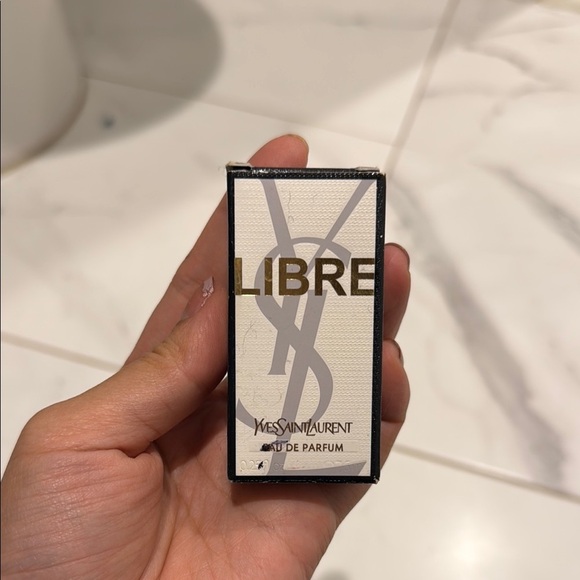 LIBRE
YVESSAINTLAURENT
EAU DE PARFUM